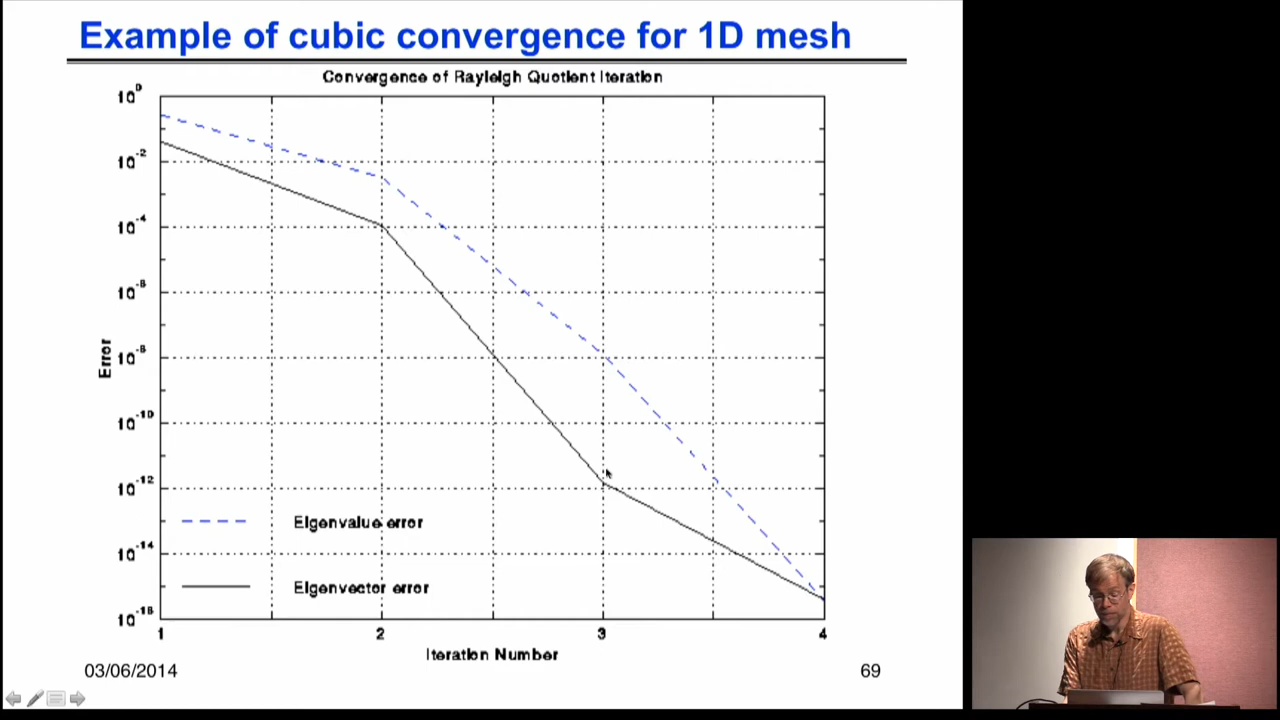 Example of cubic convergence for 1D mesh
Convergence of Rayleigh Quotient Iteration
10^0
10^-2
10^-4
10^-6
10^-8
10^-10
10^-12
10^-14
10^-16
Error
Eigenvalue error
Eigenvector error
1 2 3 4
Iteration Number
03/06/2014 69